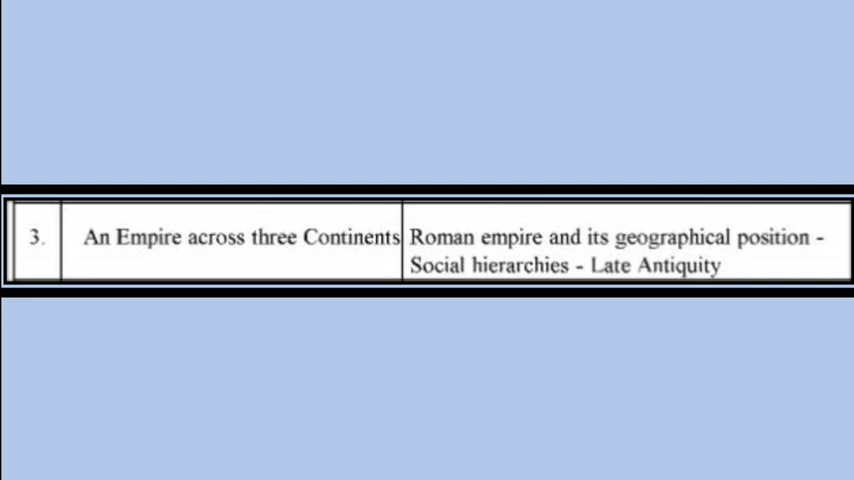 3. An Empire across three Continents Roman empire and its geographical position -
Social hierarchies - Late Antiquity